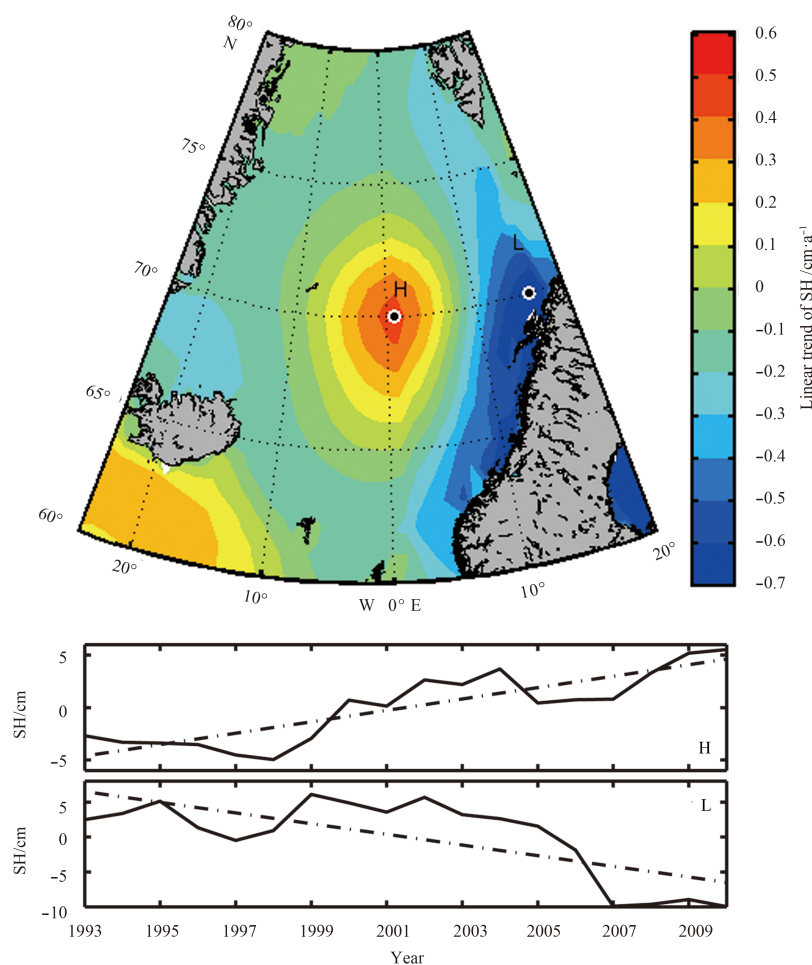 80°
N
75°
70°
65°
60°
20°
10°
W 0° E
10°
20°
H
L
0.6
0.5
0.4
0.3
0.2
0.1
0
-0.1
-0.2
-0.3
-0.4
-0.5
-0.6
-0.7
Linear trend of SH /cm·a⁻¹
5
0
-5
SH/cm
H
5
0
-5
-10
SH/cm
L
1993 1995 1997 1999 2001 2003 2005 2007 2009
Year